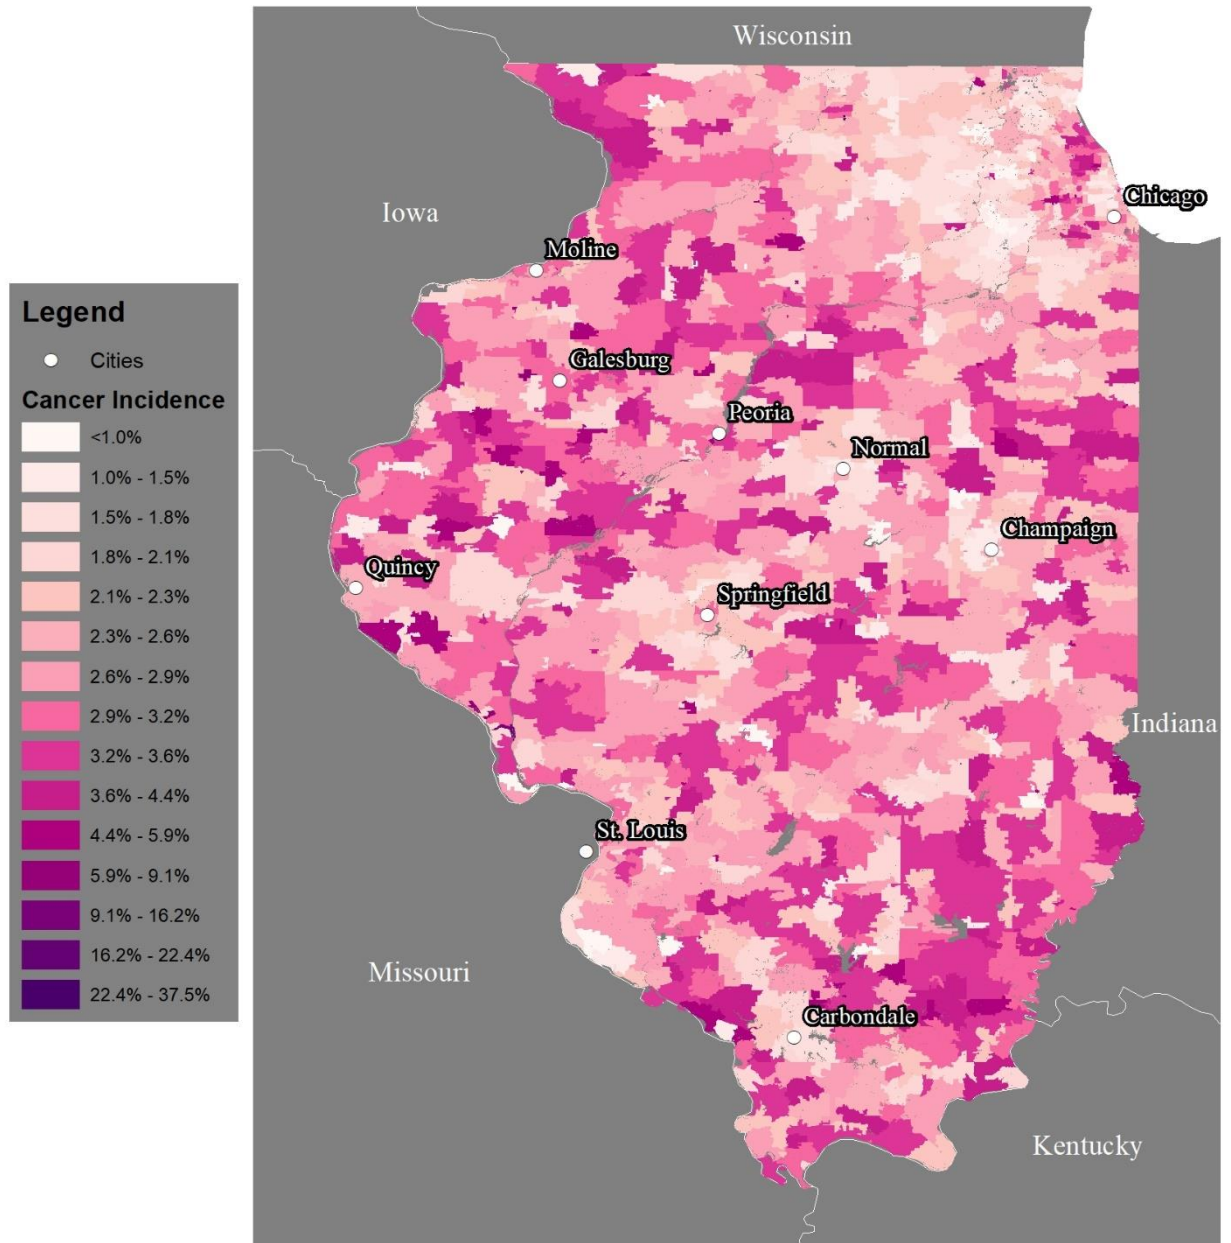 Wisconsin
Chicago
Iowa
Moline
Legend
Cities
Galesburg
Cancer Incidence
Peoria
<1.0%
Normal
1.0% - 1.5%
1.5% - 1.8%
Champaign
1.8% - 2.1%
Quincy
2.1% - 2.3%
Springfield
2.3% - 2.6%
2.6% - 2.9%
2.9% - 3.2%
Indiana
3.2% - 3.6%
3.6% - 4.4%
4.4% - 5.9%
St. Louis
5.9% - 9.1%
9.1% - 16.2%
16.2% - 22.4%
Missouri
22.4% - 37.5%
Carbondale
Kentucky